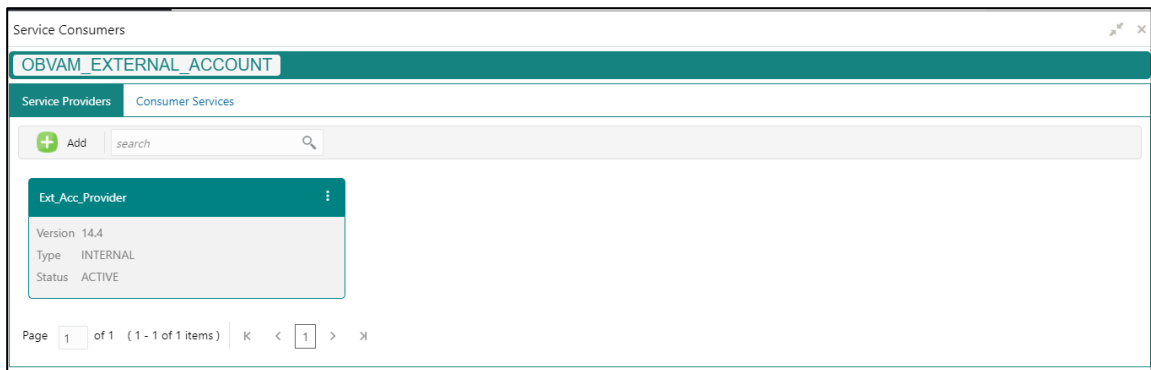 Service Consumers
OBVAM_EXTERNAL_ACCOUNT
Service Providers Consumer Services
Add search
Ext_Acc_Provider
Version 14.4
Type INTERNAL
Status ACTIVE
Page 1 of 1 ( 1 - 1 of 1 items ) 1